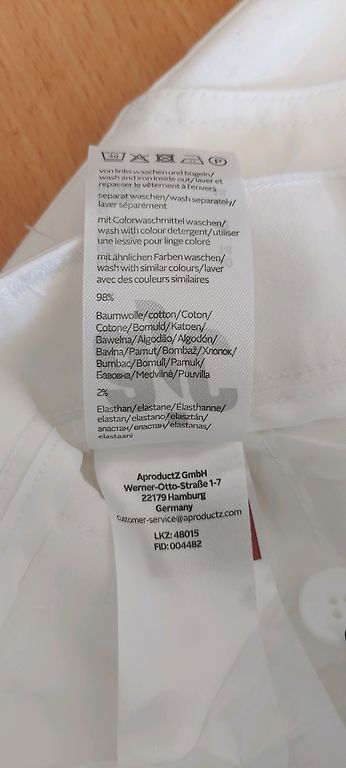 40
P
von links waschen und bügeln/
wash and iron inside out/laver et
repasser le vêtement à l'envers
separat waschen/wash separately/
laver séparément
mit Colorwaschmittel waschen/
wash with colour detergent/utiliser
une lessive pour linge coloré
mit ähnlichen Farben waschen/
wash with similar colours/laver
avec des couleurs similaires
98%
Baumwolle/cotton/Coton/
Cotone/Bomuld/Katoen/
Bawełna/Algodão/Algodón/
Bavlna/Pamut/Bombaž/Хлопок/
Bumbac/Bomull/Pamuk/
Бавовна/Medvilnė/Puuvilla
2%
Elasthan/elastane/Élasthanne/
elastan/elastano/elasztán/
эластан/еластан/elastanas/
elastaani
AproductZ GmbH
Werner-Otto-Straße 1-7
22179 Hamburg
Germany
customer-service@aproductz.com
LKZ: 48015
FID: 004482